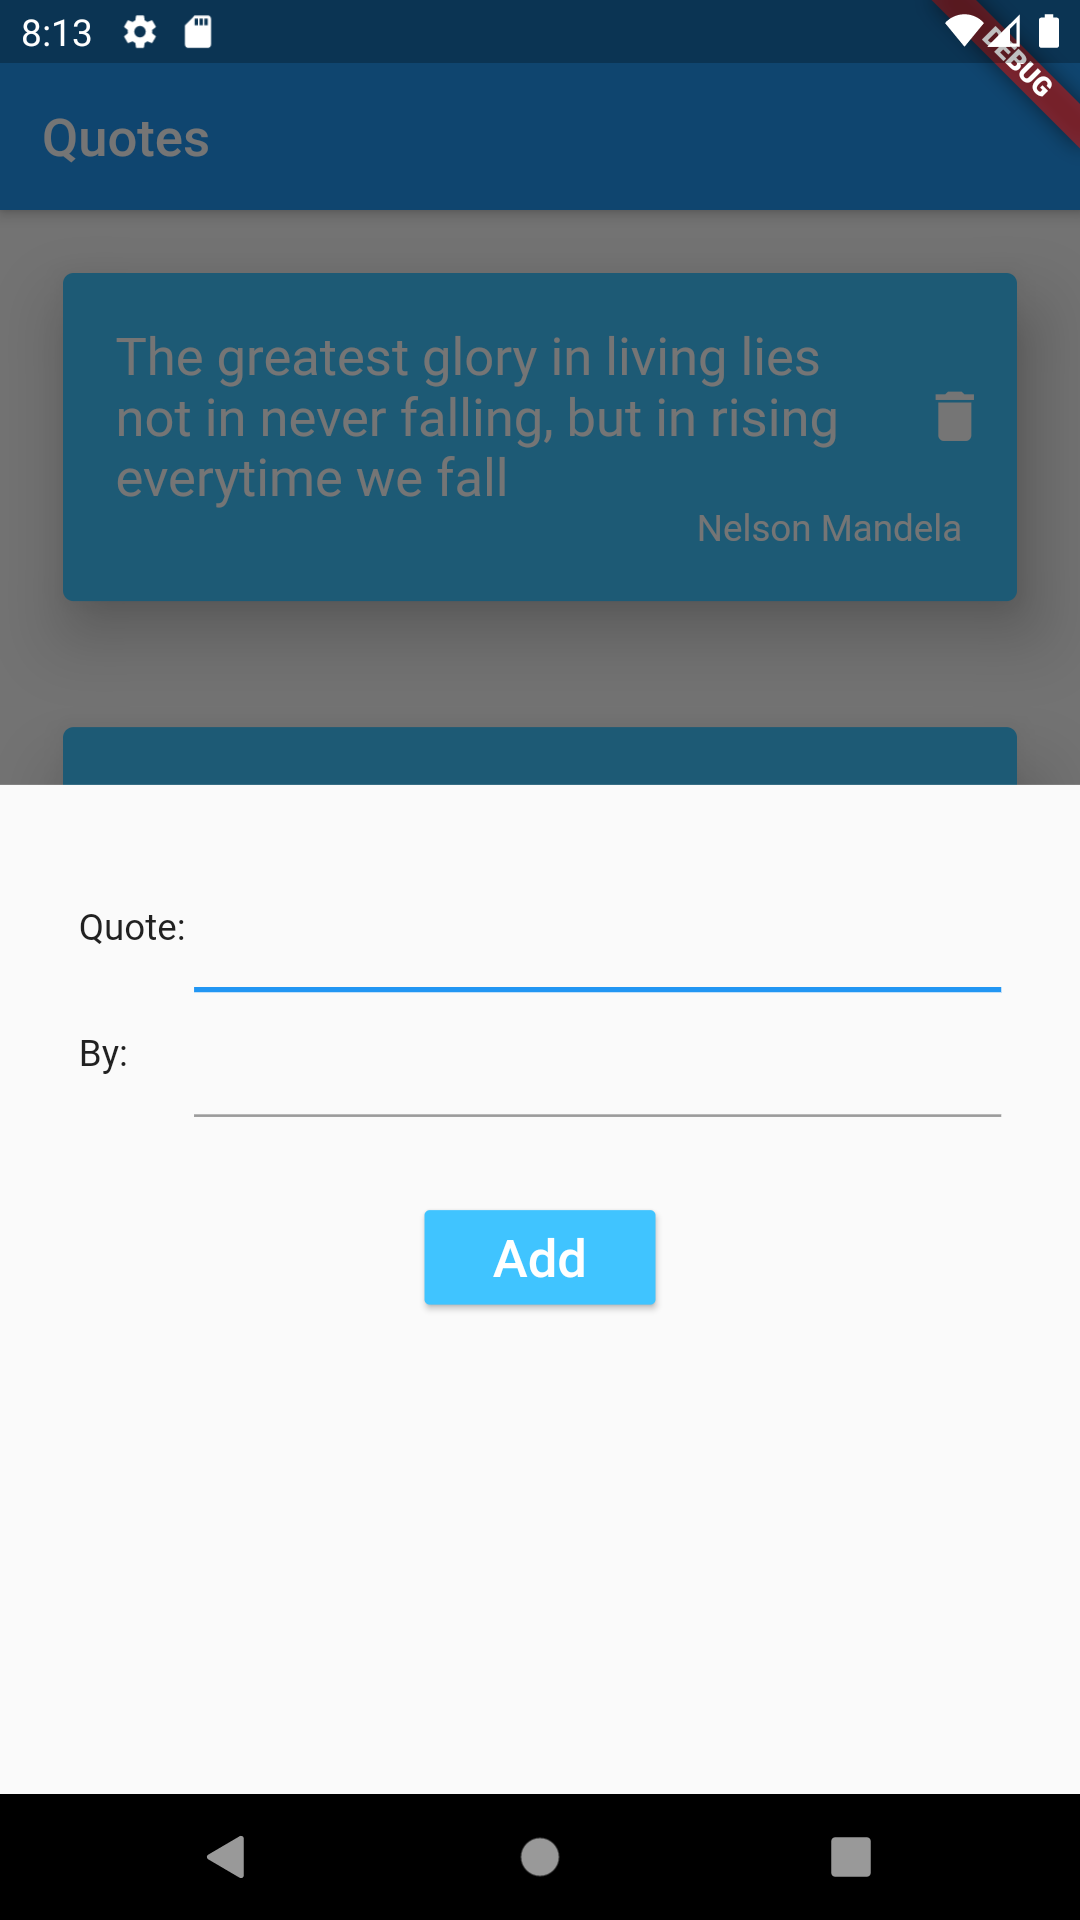 8:13
DEBUG
Quotes
The greatest glory in living lies
not in never falling, but in rising
everytime we fall
Nelson Mandela
Quote:
By:
Add